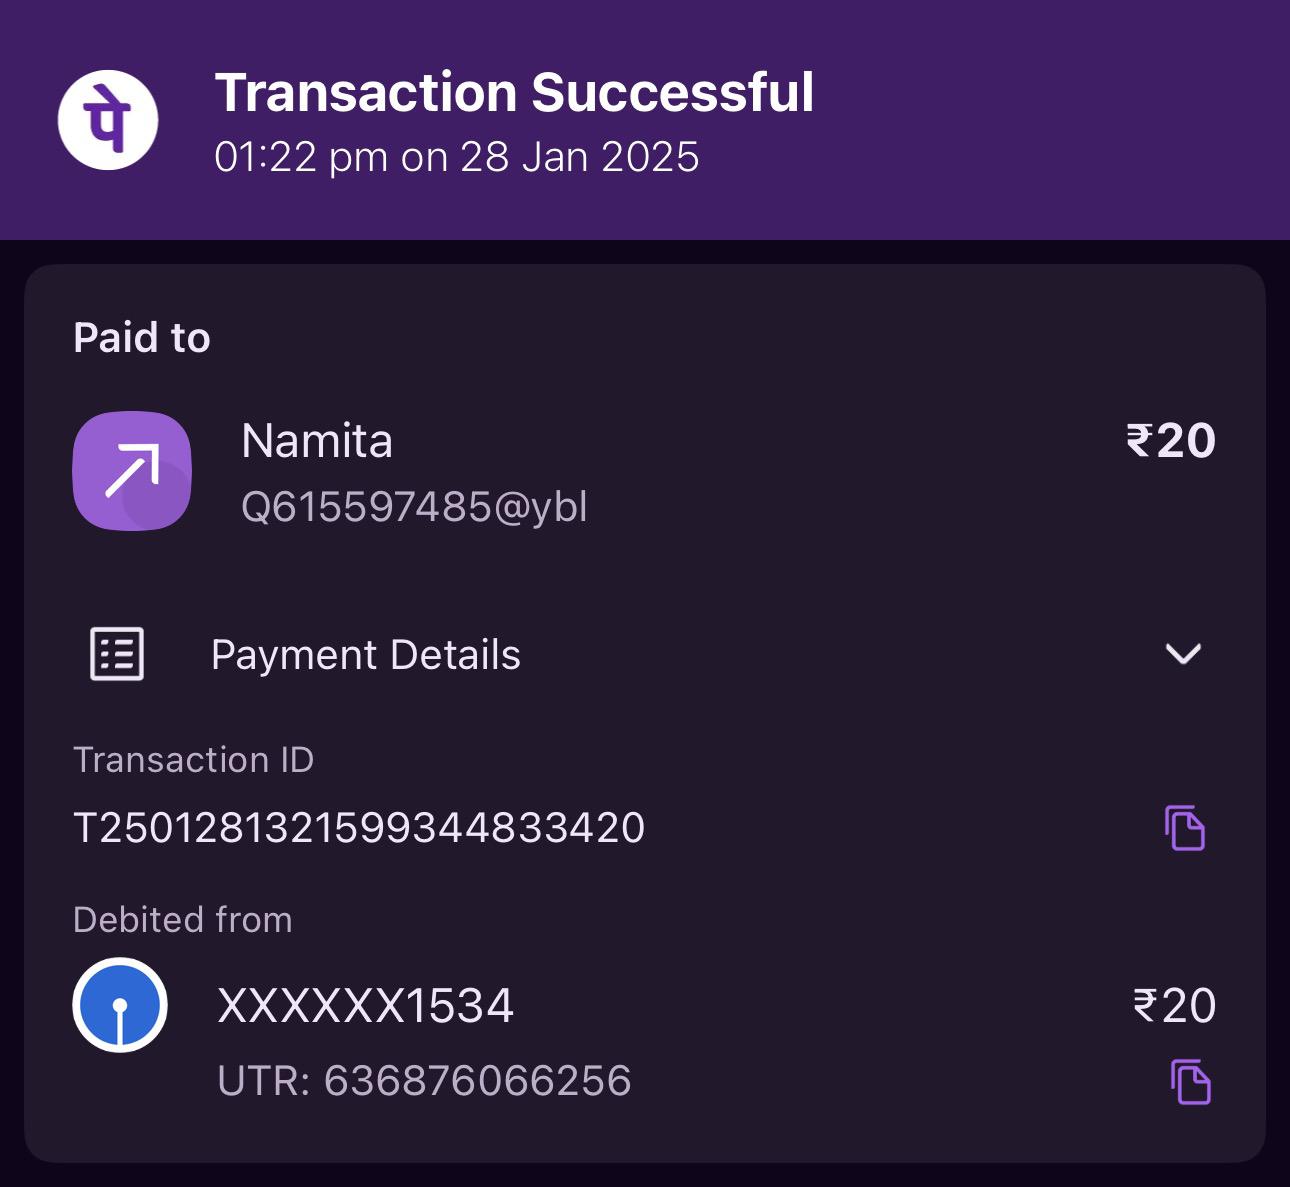 पे
Transaction Successful
01:22 pm on 28 Jan 2025
Paid to
Namita
₹20
Q615597485@ybl
Payment Details
Transaction ID
T2501281321599344833420
Debited from
XXXXXX1534
₹20
UTR: 636876066256